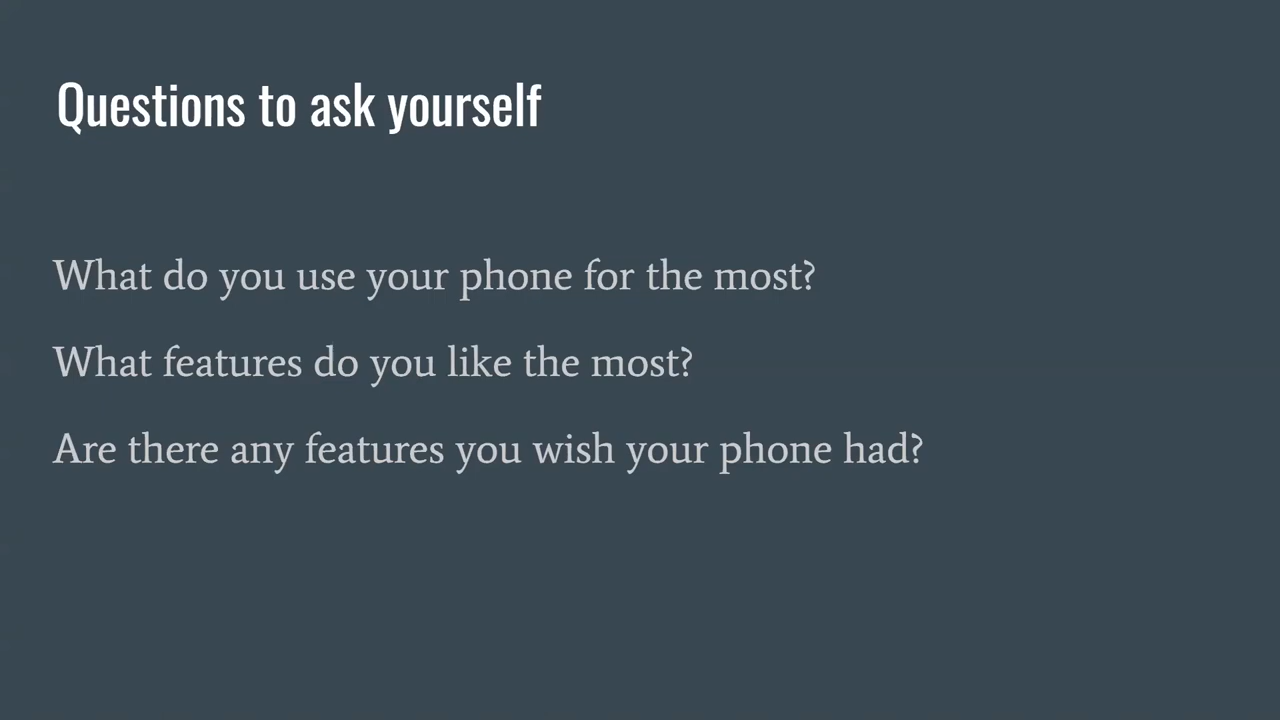 Questions to ask yourself
What do you use your phone for the most?
What features do you like the most?
Are there any features you wish your phone had?